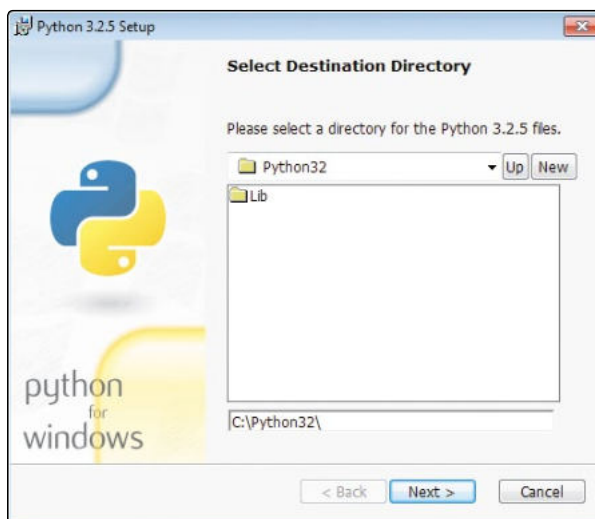 Python 3.2.5 Setup
Select Destination Directory
Please select a directory for the Python 3.2.5 files.
Python32
Up
New
Lib
python
for
windows
C:\Python32\
< Back
Next >
Cancel